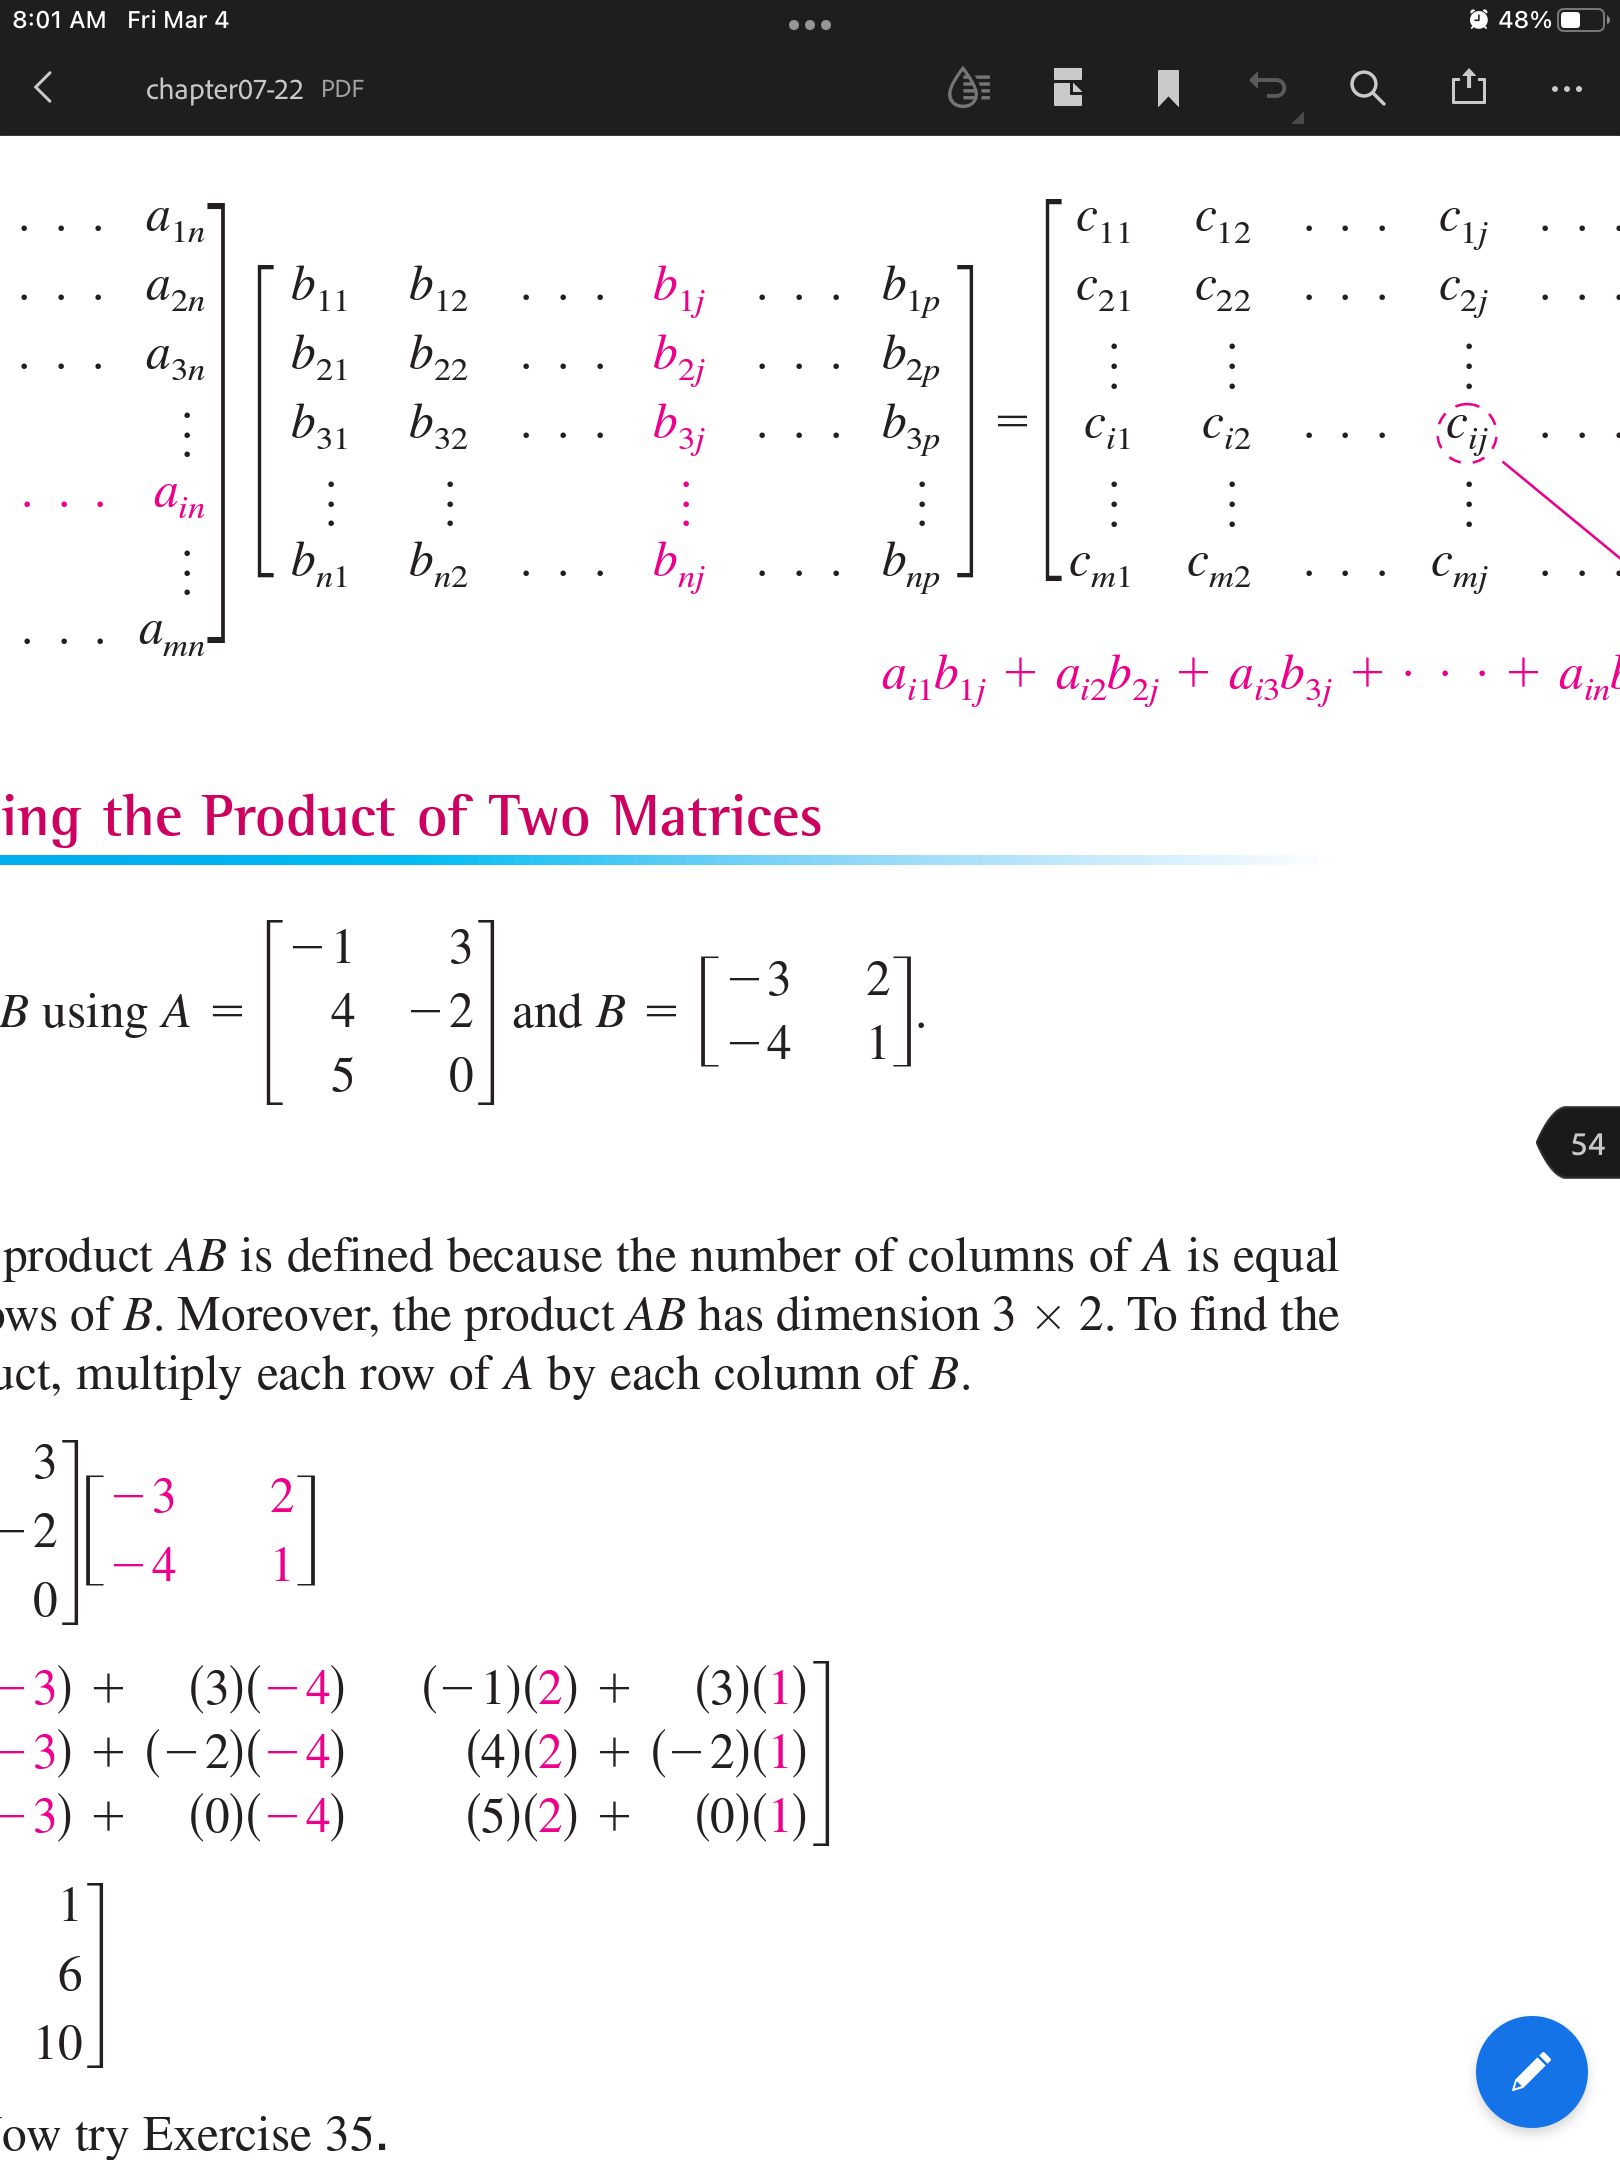 8:01 AM Fri Mar 4 48%
chapter07-22 PDF
. . . a1n
. . . a2n
. . . a3n
⋮
. . . ain
⋮
. . . amn
b11 b12 . . . b1j . . . b1p
b21 b22 . . . b2j . . . b2p
b31 b32 . . . b3j . . . b3p
⋮ ⋮ ⋮ ⋮
bn1 bn2 . . . bnj . . . bnp
=
c11 c12 . . . c1j . . .
c21 c22 . . . c2j . . .
⋮ ⋮ ⋮
ci1 ci2 . . . cij . . .
⋮ ⋮ ⋮
cm1 cm2 . . . cmj . . .
ai1b1j + ai2b2j + ai3b3j + · · · + ain
ing the Product of Two Matrices
B using A = [−1 3
4 −2
5 0] and B = [−3 2
−4 1].
54
product AB is defined because the number of columns of A is equal
ows of B. Moreover, the product AB has dimension 3 × 2. To find the
uct, multiply each row of A by each column of B.
3
−2
0]
[−3 2
−4 1]
−3) + (3)(−4) (−1)(2) + (3)(1)
−3) + (−2)(−4) (4)(2) + (−2)(1)
−3) + (0)(−4) (5)(2) + (0)(1)]
1
6
10]
ow try Exercise 35.